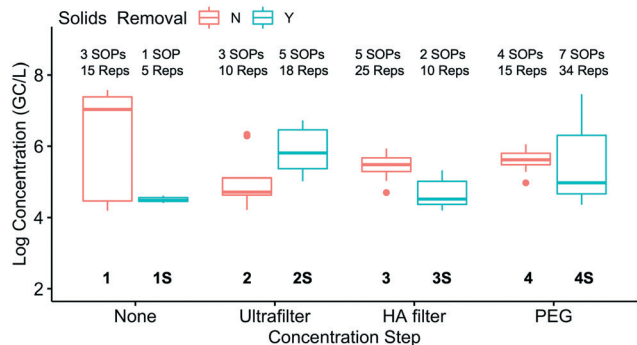 Solids Removal N Y
3 SOPs 1 SOP 3 SOPs 5 SOPs 5 SOPs 2 SOPs 4 SOPs 7 SOPs
15 Reps 5 Reps 10 Reps 18 Reps 25 Reps 10 Reps 15 Reps 34 Reps
8
6
4
2
Log Concentration (GC/L)
1 1S 2 2S 3 3S 4 4S
None Ultrafilter HA filter PEG
Concentration Step